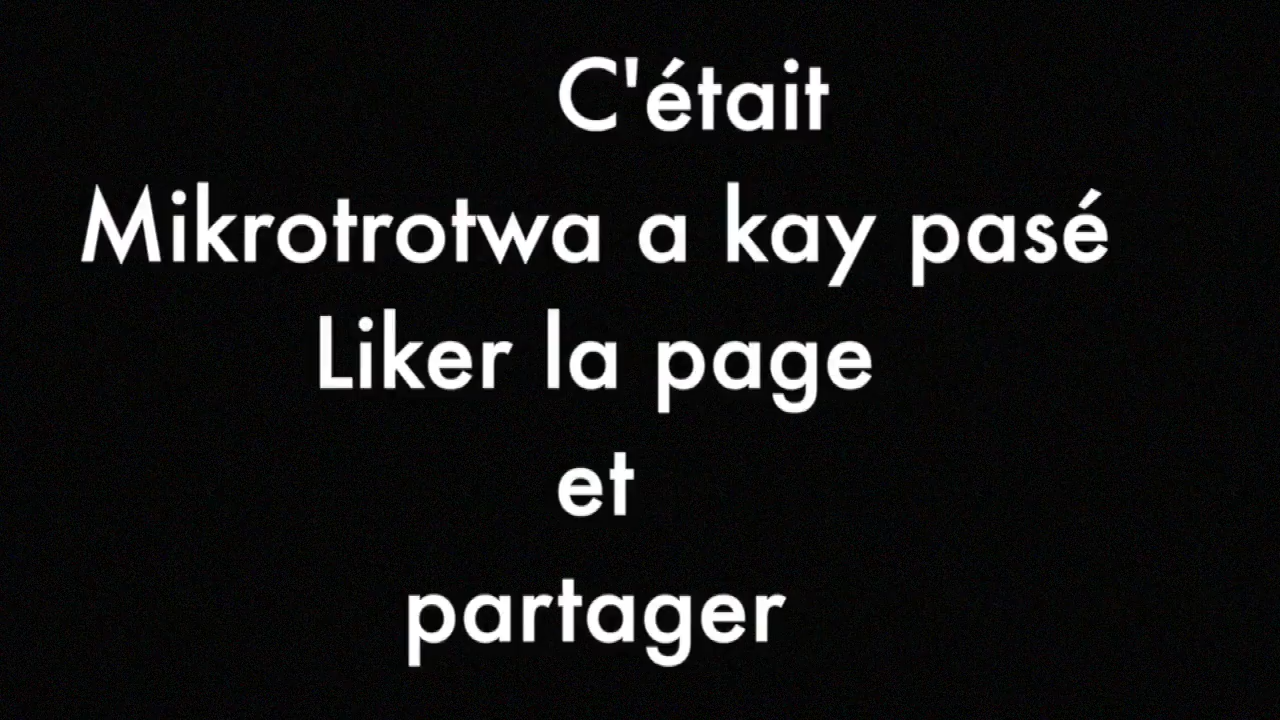 C'était
Mikrotrotwa a kay pasé
Liker la page
et
partager